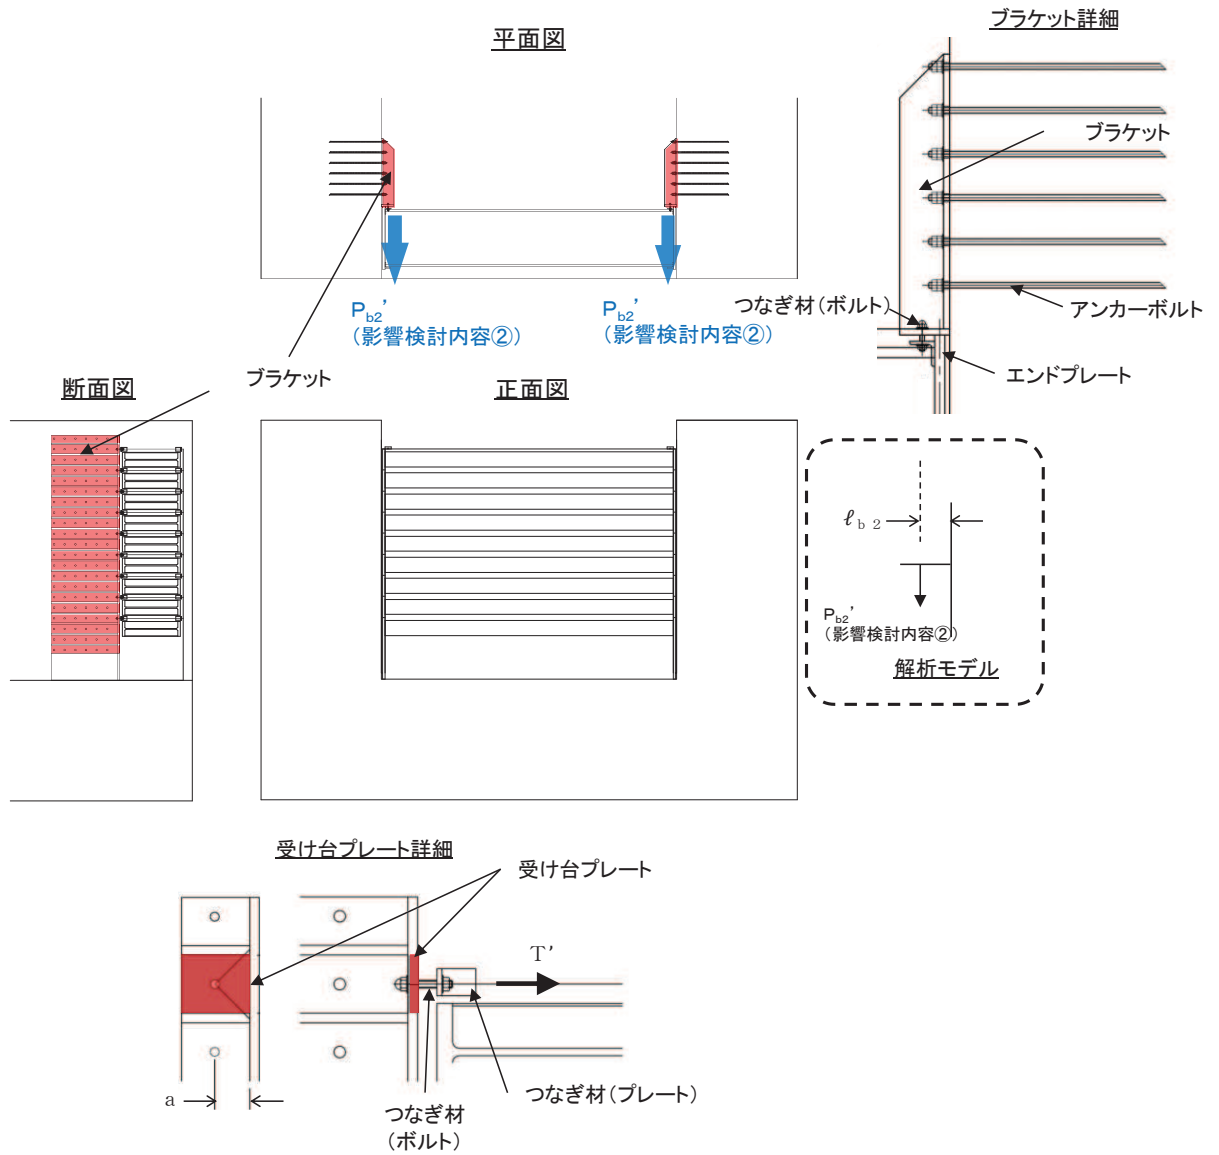 平面図
ブラケット詳細
ブラケット
つなぎ材(ボルト)
アンカーボルト
エンドプレート
Pb2’
(影響検討内容②)
Pb2’
(影響検討内容②)
ブラケット
断面図
正面図
ℓb2
Pb2’
(影響検討内容②)
解析モデル
受け台プレート詳細
受け台プレート
T’
a
つなぎ材
(ボルト)
つなぎ材(プレート)